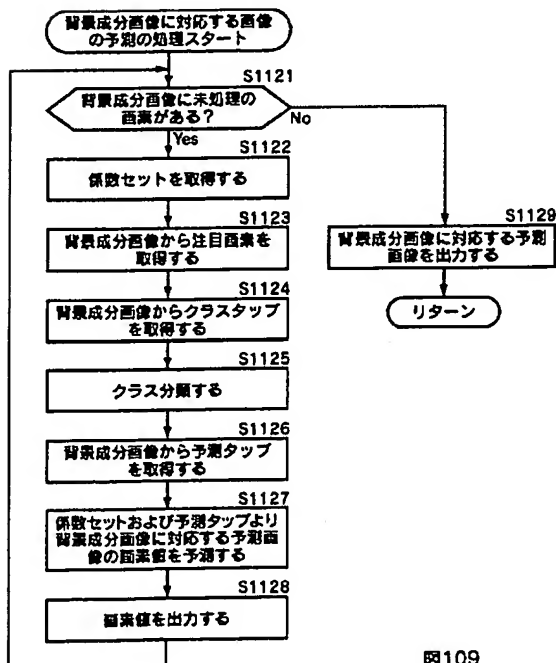 背景成分画像に対応する画像
の予測の処理スタート
S1121
背景成分画像に未処理の
画素がある?
No
Yes
S1122
係数セットを取得する
S1123
背景成分画像から注目画素を
取得する
S1124
背景成分画像からクラスタップ
を取得する
S1125
クラス分類する
S1126
背景成分画像から予測タップ
を取得する
S1127
係数セットおよび予測タップより
背景成分画像に対応する予測画
像の画素値を予測する
S1128
画素値を出力する
S1129
背景成分画像に対応する予測
画像を出力する
リターン
図109